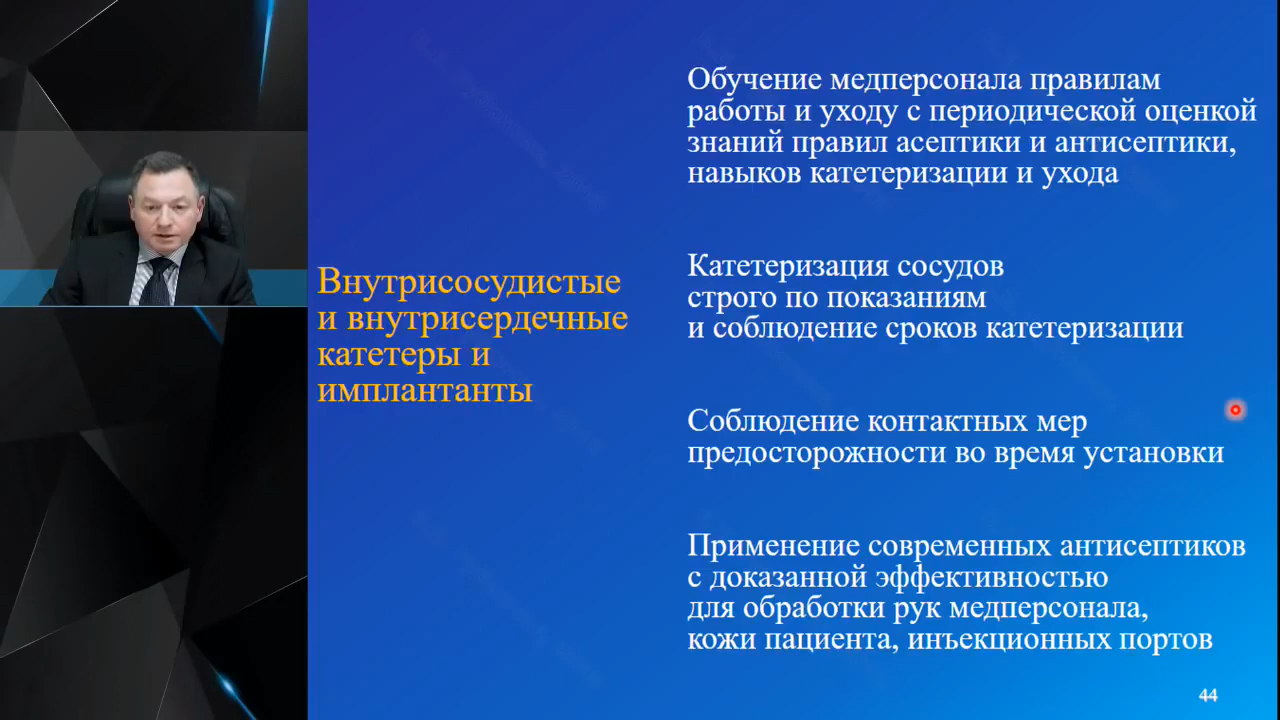 Внутрисосудистые
и внутрисердечные
катетеры и
имплантанты
Обучение медперсонала правилам
работы и уходу с периодической оценкой
знаний правил асептики и антисептики,
навыков катетеризации и ухода
Катетеризация сосудов
строго по показаниям
и соблюдение сроков катетеризации
Соблюдение контактных мер
предосторожности во время установки
Применение современных антисептиков
с доказанной эффективностью
для обработки рук медперсонала,
кожи пациента, инъекционных портов
44